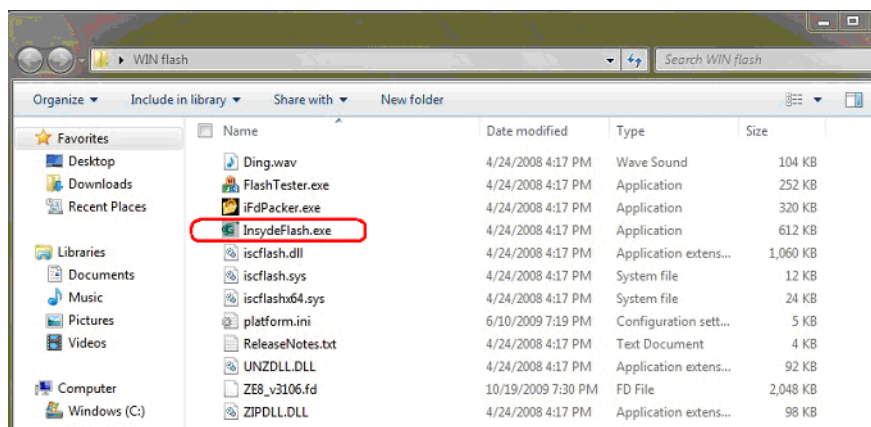 WIN flash
Search WIN flash
Organize Include in library Share with New folder
Favorites
Desktop
Downloads
Recent Places
Libraries
Documents
Music
Pictures
Videos
Computer
Windows (C:)
Name Date modified Type Size
Ding.wav 4/24/2008 4:17 PM Wave Sound 104 KB
FlashTester.exe 4/24/2008 4:17 PM Application 252 KB
iFdPacker.exe 4/24/2008 4:17 PM Application 320 KB
InsydeFlash.exe 4/24/2008 4:17 PM Application 612 KB
iscflash.dll 4/24/2008 4:17 PM Application extens... 1,060 KB
iscflash.sys 4/24/2008 4:17 PM System file 12 KB
iscflashx64.sys 4/24/2008 4:17 PM System file 24 KB
platform.ini 6/10/2009 7:19 PM Configuration sett... 5 KB
ReleaseNotes.txt 4/24/2008 4:17 PM Text Document 4 KB
UNZDLL.DLL 4/24/2008 4:17 PM Application extens... 92 KB
ZE8_v3106.fd 10/19/2009 7:30 PM FD File 2,048 KB
ZIPDLL.DLL 4/24/2008 4:17 PM Application extens... 98 KB